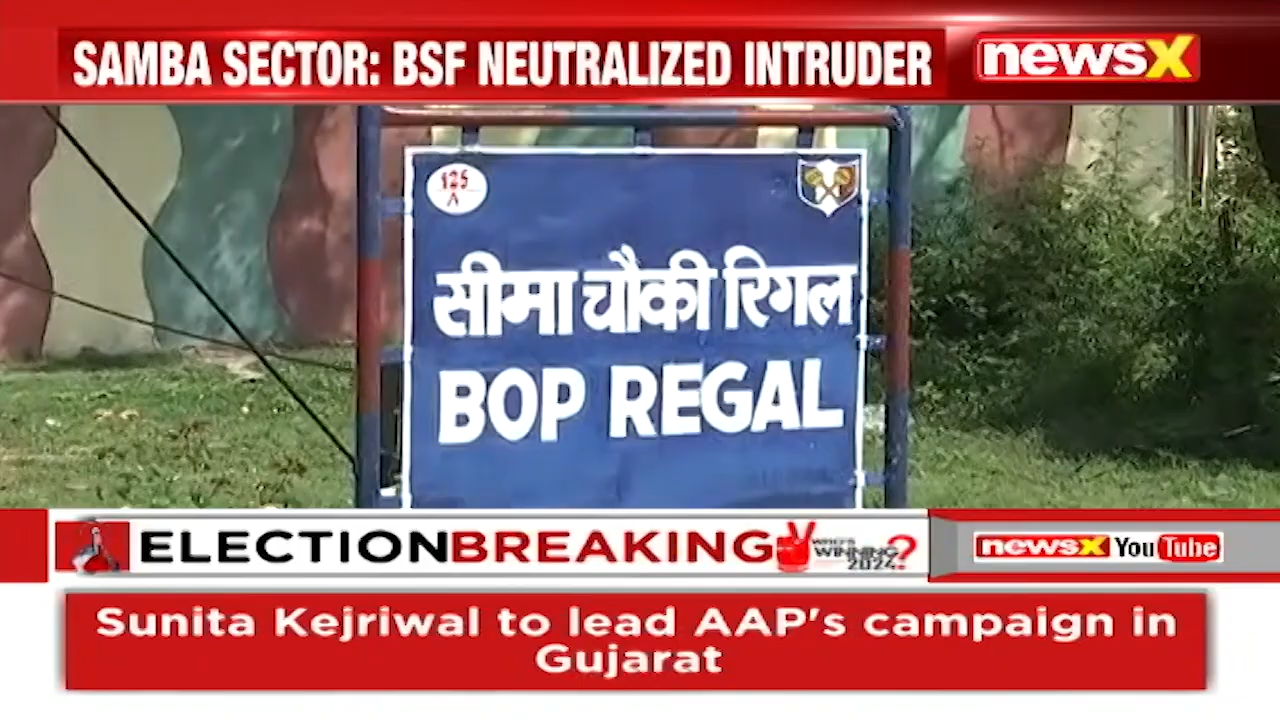 SAMBA SECTOR: BSF NEUTRALIZED INTRUDER
newsX
125
A
सीमा चौकी रिगल
BOP REGAL
ELECTIONBREAKING
WHO'S
WINNING
2024?
newsX YouTube
Sunita Kejriwal to lead AAP's campaign in
Gujarat